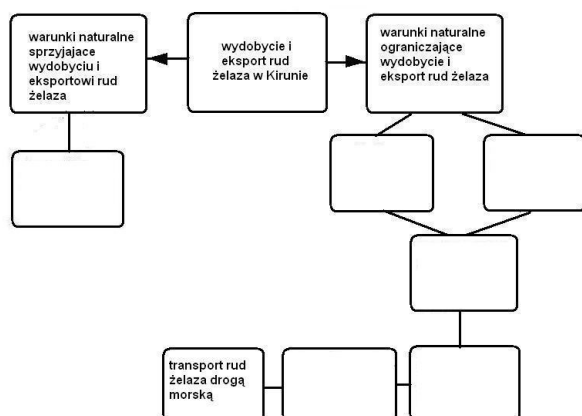 warunki naturalne
sprzyjajace
wydobyciu i
eksportowi rud
żelaza
wydobycie i
eksport rud
żelaza w Kirunie
warunki naturalne
ograniczające
wydobycie i
eksport rud żelaza
transport rud
żelaza drogą
morską